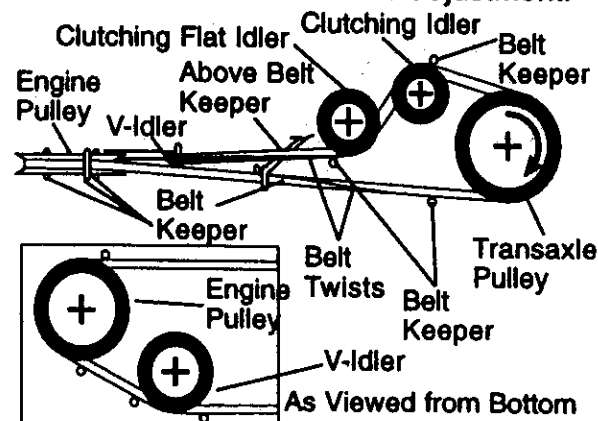 Clutching Idler
Clutching Flat Idler
Belt
Keeper
Engine
Pulley
Above Belt
Keeper
V-Idler
Belt
Keeper
Belt
Twists
Belt
Keeper
Transaxle
Pulley
Engine
Pulley
V-Idler
As Viewed from Bottom